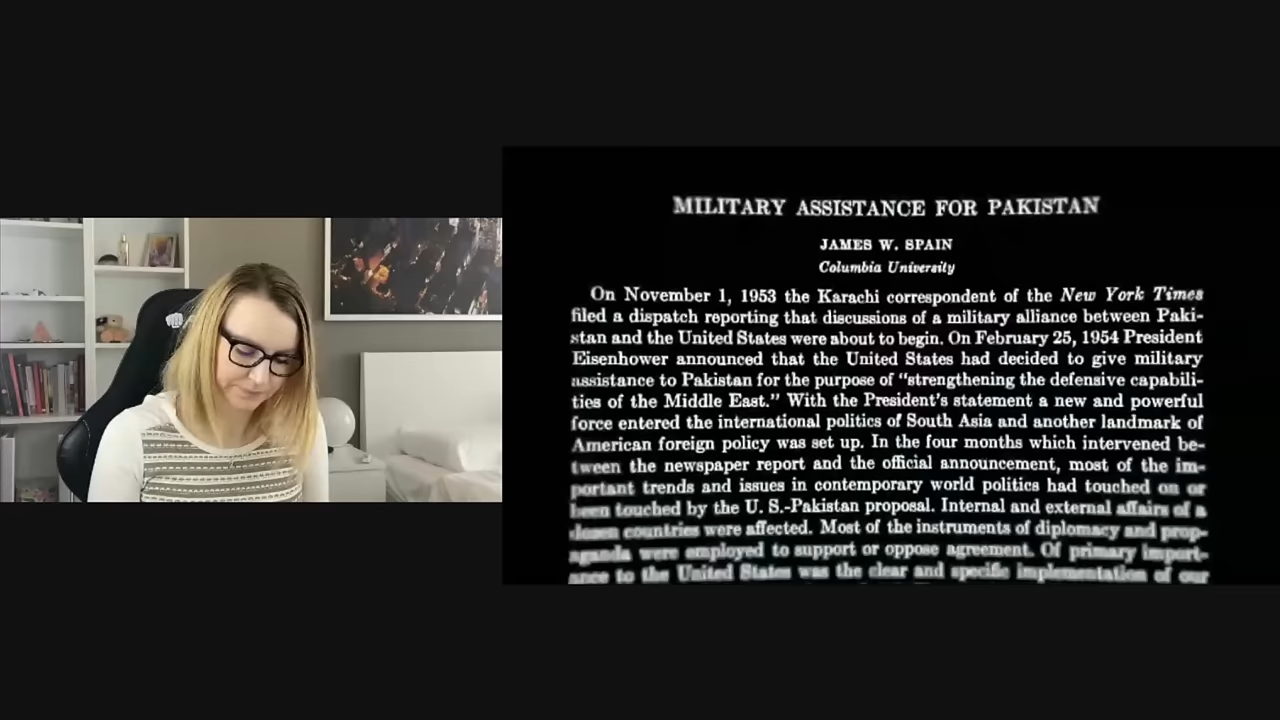 MILITARY ASSISTANCE FOR PAKISTAN
JAMES W. SPAIN
Columbia University
On November 1, 1953 the Karachi correspondent of the New York Times
filed a dispatch reporting that discussions of a military alliance between Paki-
stan and the United States were about to begin. On February 25, 1954 President
Eisenhower announced that the United States had decided to give military
assistance to Pakistan for the purpose of “strengthening the defensive capabili-
ties of the Middle East.” With the President’s statement a new and powerful
force entered the international politics of South Asia and another landmark of
American foreign policy was set up. In the four months which intervened be-
tween the newspaper report and the official announcement, most of the im-
portant trends and issues in contemporary world politics had touched on or
been touched by the U. S.-Pakistan proposal. Internal and external affairs of a
dozen countries were affected. Most of the instruments of diplomacy and prop-
aganda were employed to support or oppose agreement. Of primary import-
ance to the United States was the clear and specific implementation of our